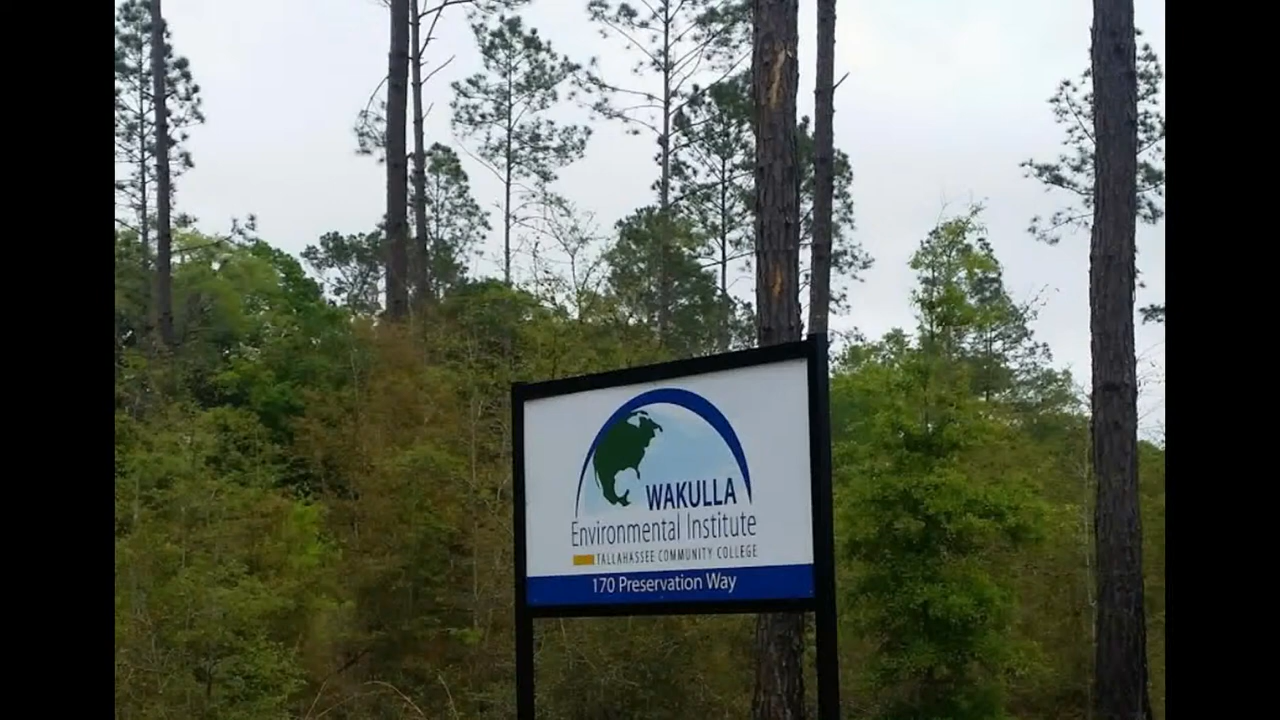 WAKULLA
Environmental Institute
TALLAHASSEE COMMUNITY COLLEGE
170 Preservation Way